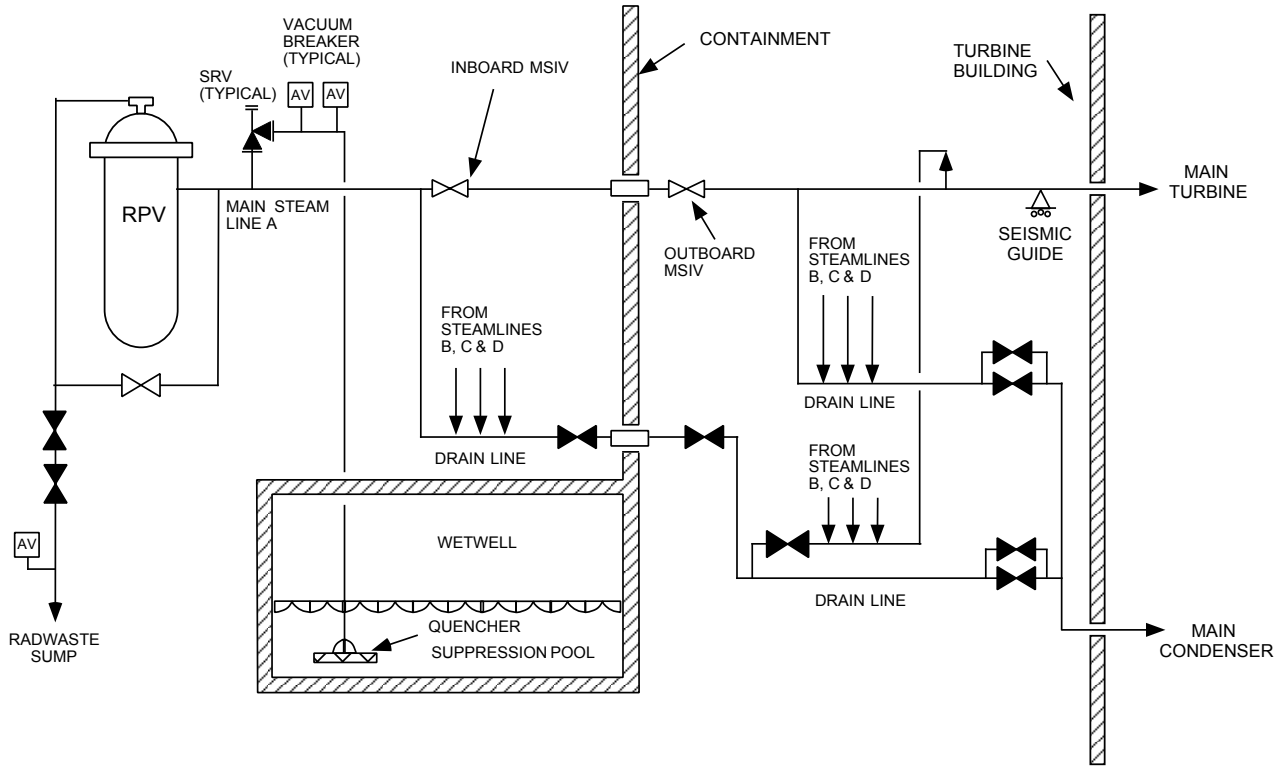 VACUUM
BREAKER
(TYPICAL)
CONTAINMENT
TURBINE
BUILDING
INBOARD MSIV
SRV
(TYPICAL)
AV
AV
RPV
MAIN STEAM
LINE A
MAIN
TURBINE
SEISMIC
GUIDE
OUTBOARD
MSIV
FROM
STEAMLINES
B, C & D
FROM
STEAMLINES
B, C & D
DRAIN LINE
DRAIN LINE
FROM
STEAMLINES
B, C & D
AV
WETWELL
DRAIN LINE
RADWASTE
SUMP
QUENCHER
SUPPRESSION POOL
MAIN
CONDENSER